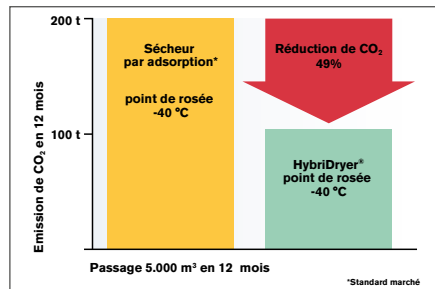 200 t
Sécheur
par adsorption*
point de rosée
-40 °C
Réduction de CO₂
49%
100 t
HybriDryer®
point de rosée
-40 °C
Emission de CO₂ en 12 mois
Passage 5.000 m³ en 12 mois
*Standard marché